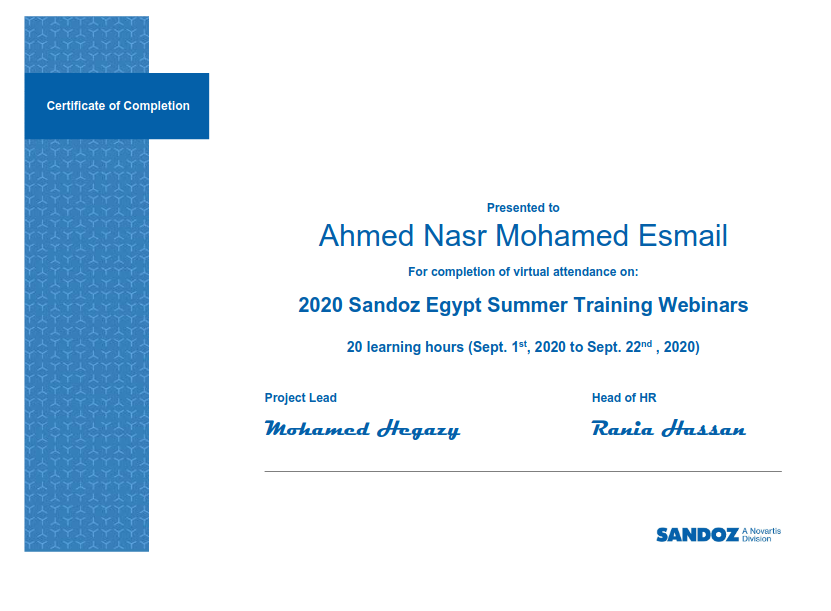 Certificate of Completion
Presented to
Ahmed Nasr Mohamed Esmail
For completion of virtual attendance on:
2020 Sandoz Egypt Summer Training Webinars
20 learning hours (Sept. 1st, 2020 to Sept. 22nd , 2020)
Project Lead
Head of HR
Mohamed Hegazy
Rania Hassan
SANDOZ A Novartis
Division